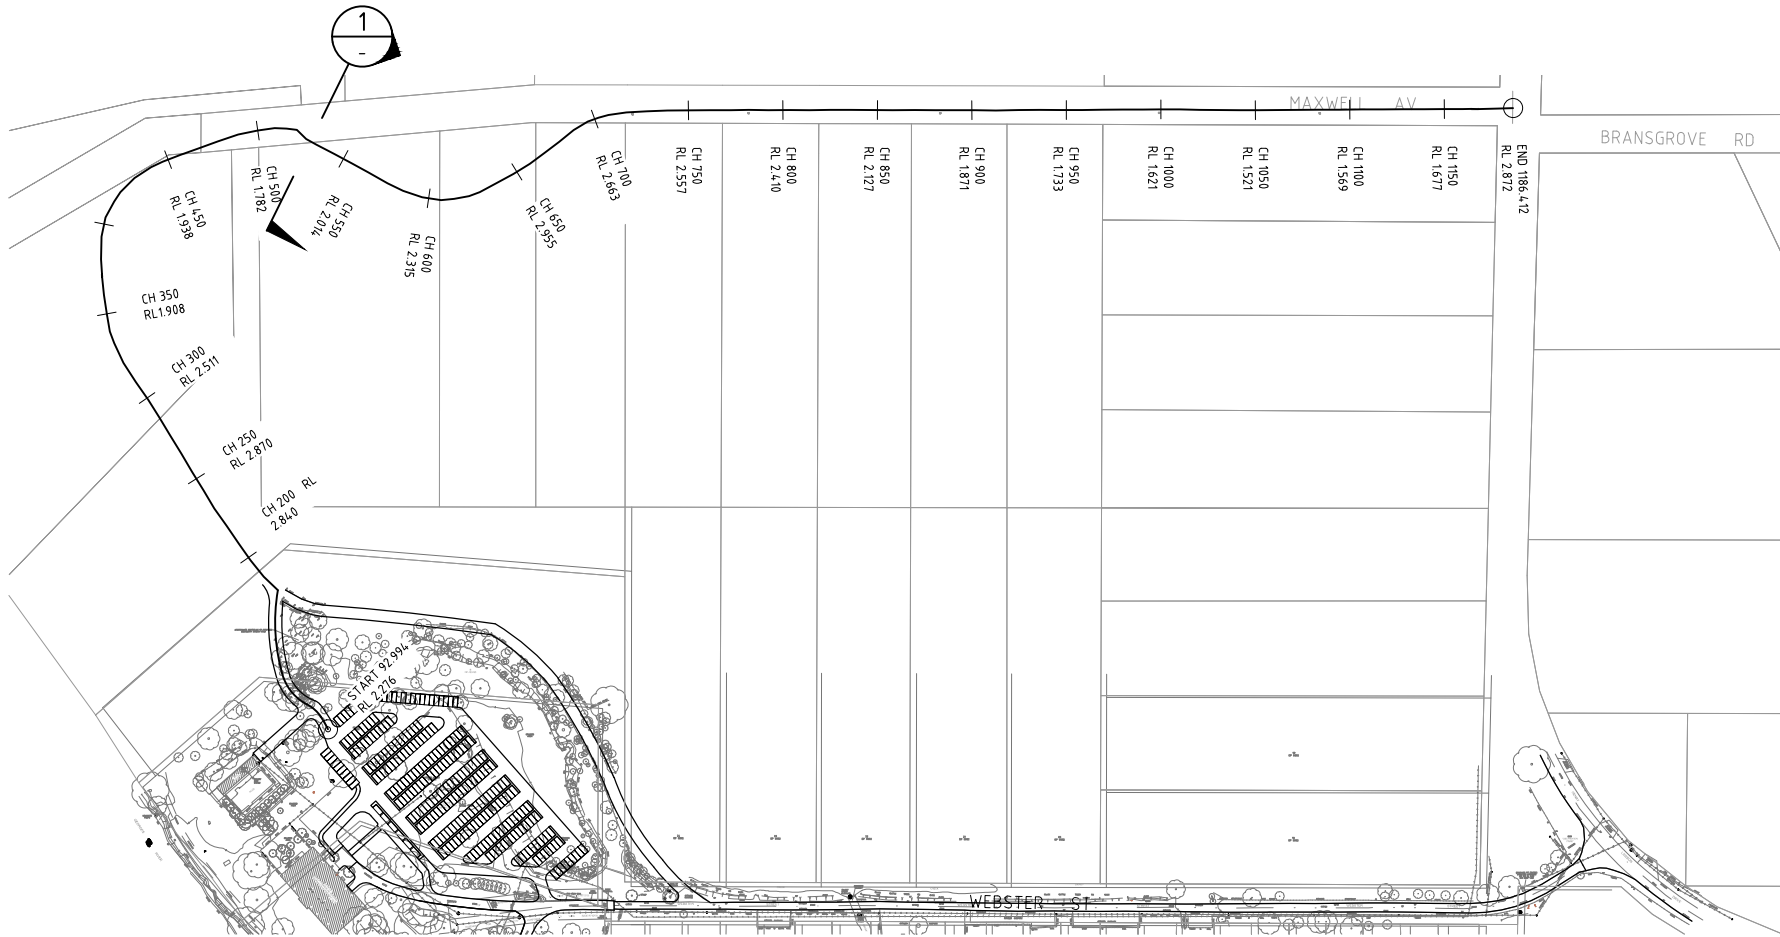 1
-
MAXWELL AV
BRANSGROVE RD
CH 450
RL 1.938
CH 500
RL 1.782
CH 550
RL 2.014
CH 600
RL 2.315
CH 650
RL 2.955
CH 700
RL 2.663
CH 750
RL 2.557
CH 800
RL 2.410
CH 850
RL 2.127
CH 900
RL 1.871
CH 950
RL 1.733
CH 1000
RL 1.621
CH 1050
RL 1.521
CH 1100
RL 1.569
CH 1150
RL 1.677
END 1186.412
RL 2.872
CH 350
RL1.908
CH 300
RL 2.511
CH 250
RL 2.870
CH 200 RL
2.840
START 92.994
RL 2.276
WEBSTER ST